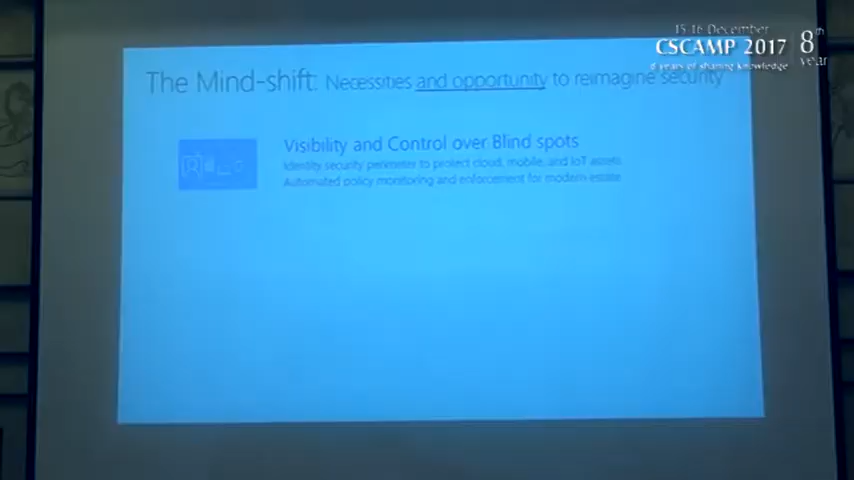 15-16 December
CSCAMP 2017 8th year
8 years of sharing knowledge
The Mind-shift: Necessities and opportunity to reimagine security
Visibility and Control over Blind spots
Identity security perimeter to protect cloud, mobile, and IoT assets
Automated policy monitoring and enforcement for modern estate